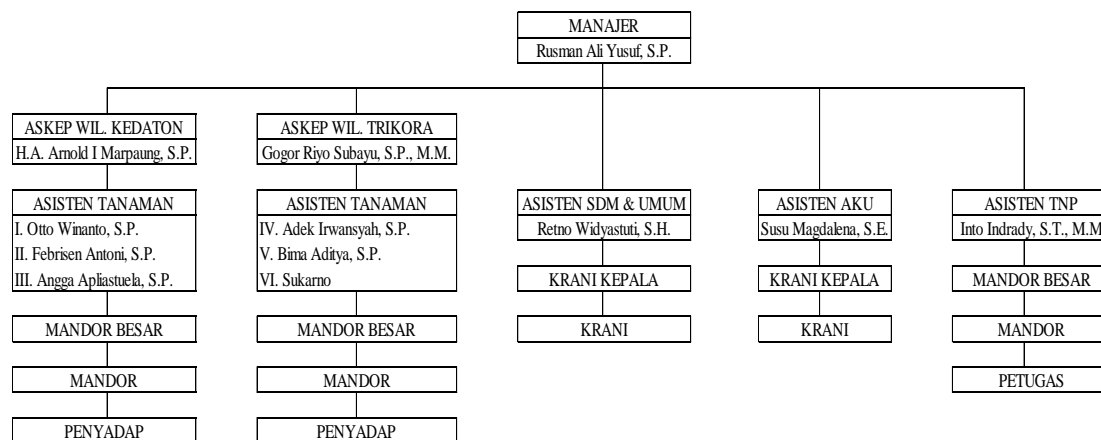 MANAJER
Rusman Ali Yusuf, S.P.
ASKEP WIL. KEDATON
H.A. Arnold I Marpaung, S.P.
ASKEP WIL. TRIKORA
Gogor Riyo Subayu, S.P., M.M.
ASISTEN TANAMAN
I. Otto Winanto, S.P.
II. Febrisen Antoni, S.P.
III. Angga Apliastuela, S.P.
ASISTEN TANAMAN
IV. Adek Irwansyah, S.P.
V. Bima Aditya, S.P.
VI. Sukarno
ASISTEN SDM & UMUM
Retno Widyastuti, S.H.
ASISTEN AKU
Susu Magdalena, S.E.
ASISTEN TNP
Into Indrady, S.T., M.M
KRANI KEPALA
KRANI KEPALA
MANDOR BESAR
MANDOR BESAR
MANDOR BESAR
KRANI
KRANI
MANDOR
MANDOR
MANDOR
PETUGAS
PENYADAP
PENYADAP